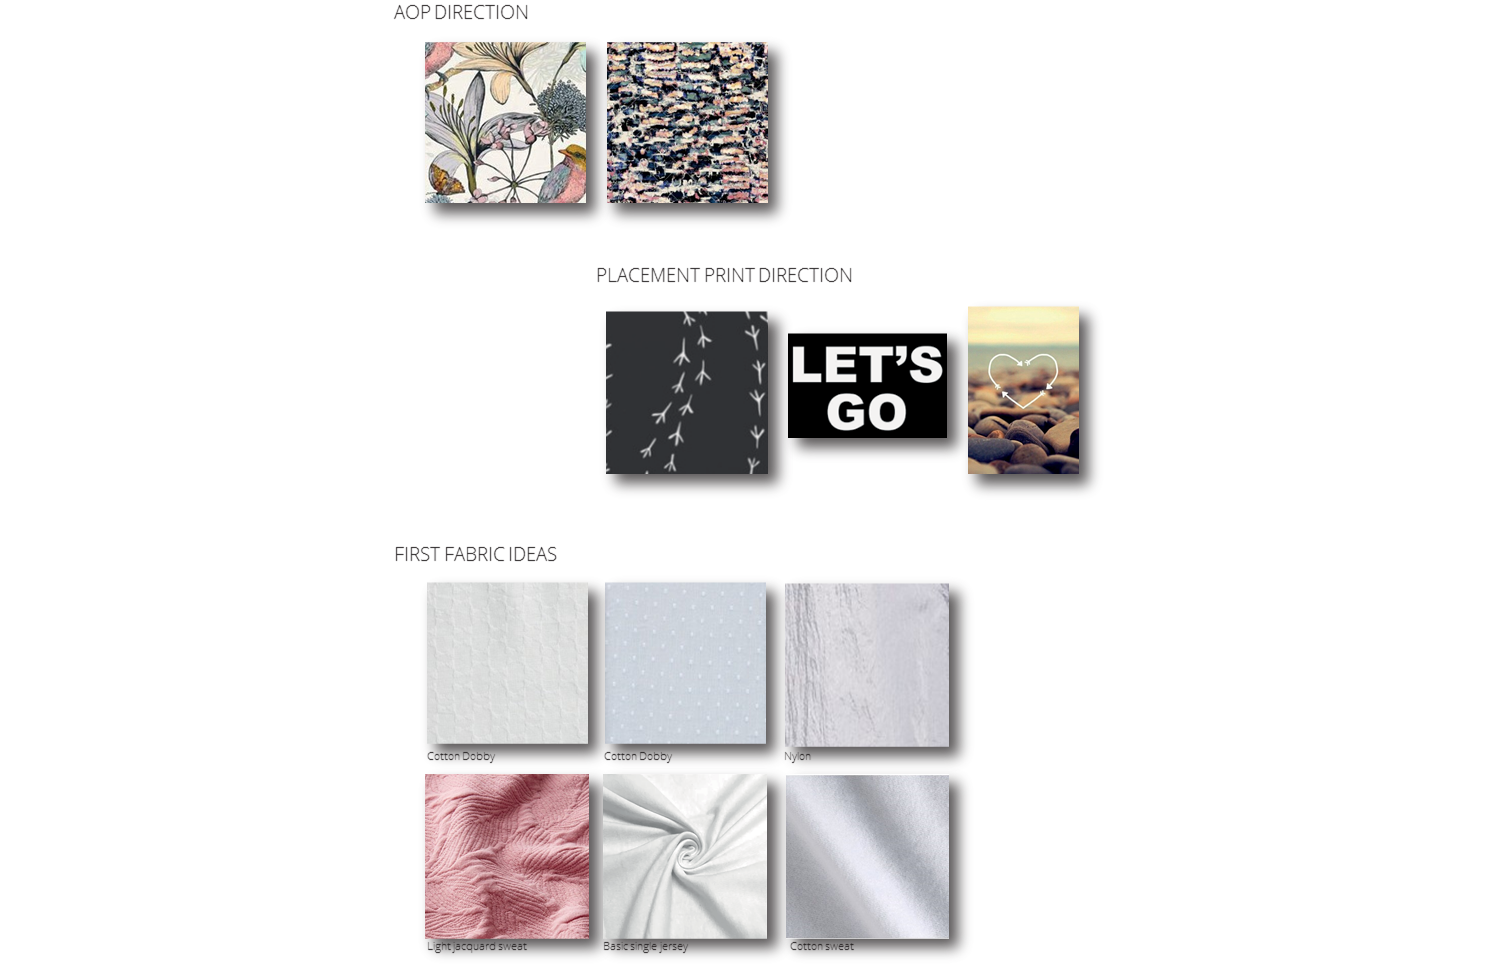 AOP DIRECTION
PLACEMENT PRINT DIRECTION
LET'S
GO
FIRST FABRIC IDEAS
Cotton Dobby
Cotton Dobby
Nylon
Light jacquard sweat
Basic single jersey
Cotton sweat